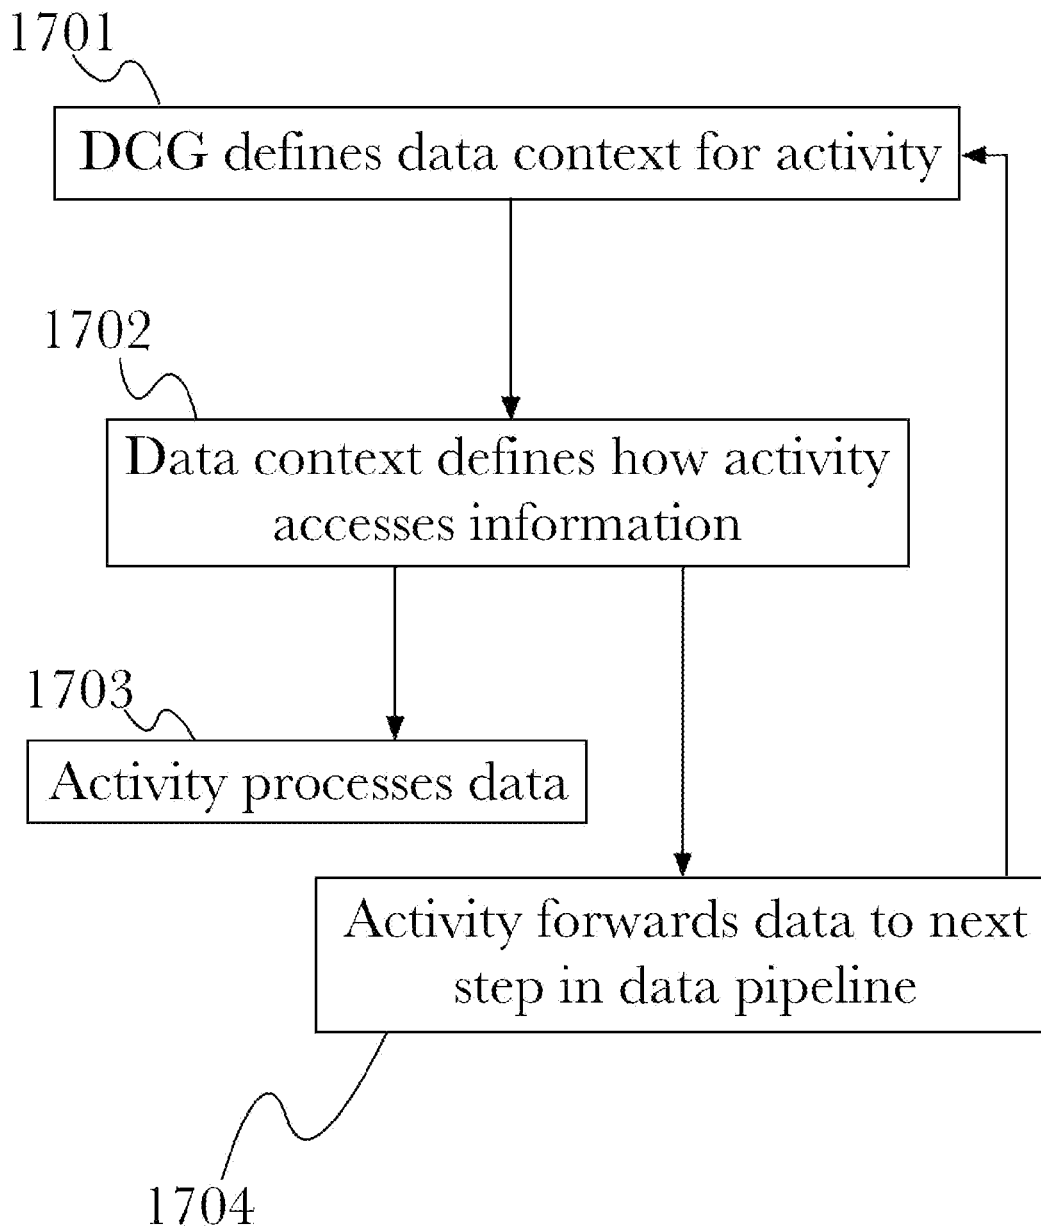 1701
DCG defines data context for activity
1702
Data context defines how activity
accesses information
1703
Activity processes data
Activity forwards data to next
step in data pipeline
1704